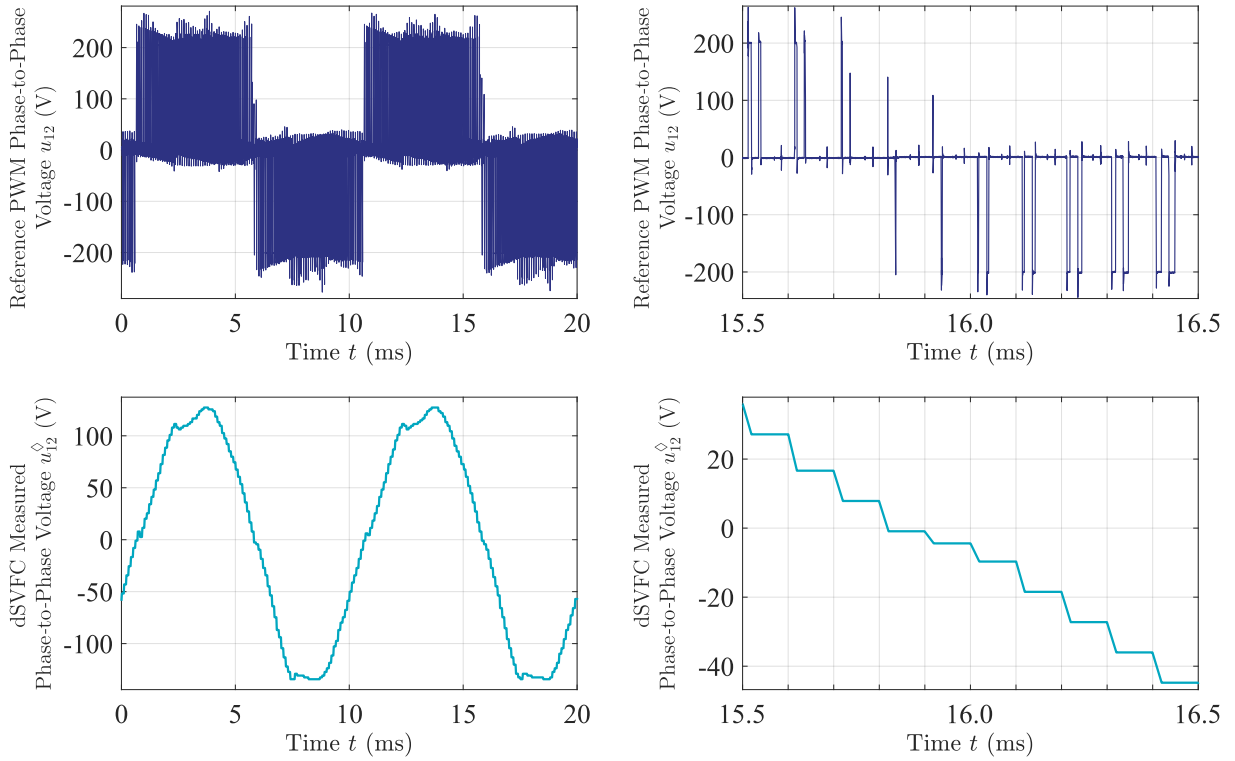 Reference PWM Phase-to-Phase
Voltage u₁₂ (V)
200
100
0
-100
-200
0
5
10
15
20
Time t (ms)
Reference PWM Phase-to-Phase
Voltage u₁₂ (V)
200
100
0
-100
-200
15.5
16.0
16.5
Time t (ms)
dSVFC Measured
Phase-to-Phase Voltage u₁₂^◇ (V)
100
50
0
-50
-100
0
5
10
15
20
Time t (ms)
dSVFC Measured
Phase-to-Phase Voltage u₁₂^◇ (V)
20
0
-20
-40
15.5
16.0
16.5
Time t (ms)